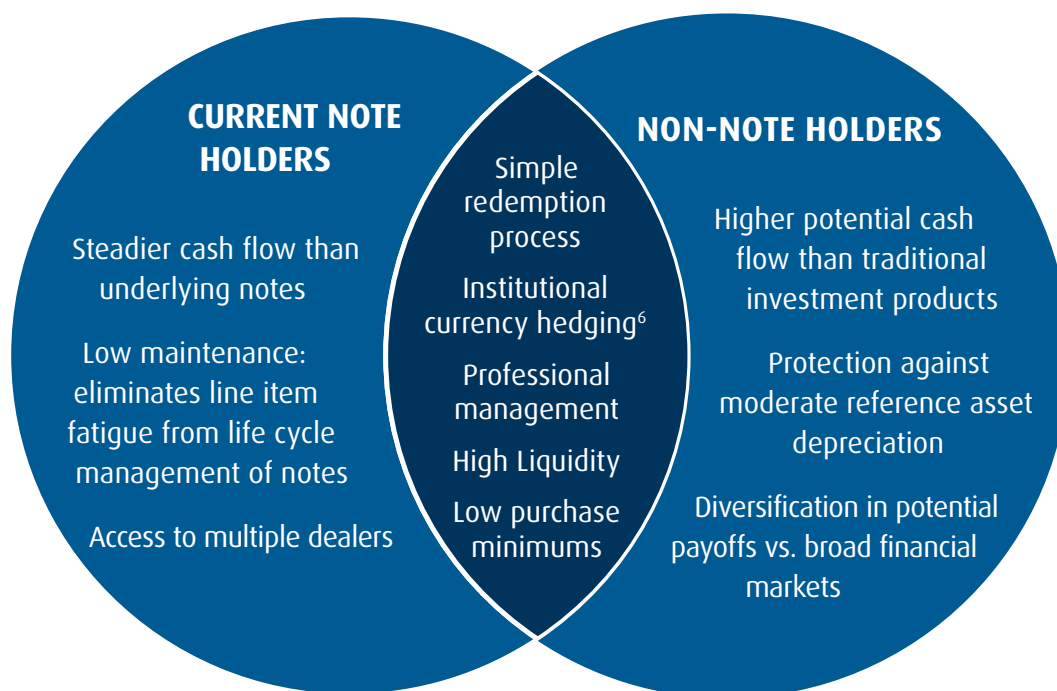 CURRENT NOTE
HOLDERS
Steadier cash flow than
underlying notes
Low maintenance:
eliminates line item
fatigue from life cycle
management of notes
Access to multiple dealers
Simple
redemption
process
Institutional
currency hedging⁶
Professional
management
High Liquidity
Low purchase
minimums
NON-NOTE HOLDERS
Higher potential cash
flow than traditional
investment products
Protection against
moderate reference asset
depreciation
Diversification in potential
payoffs vs. broad financial
markets